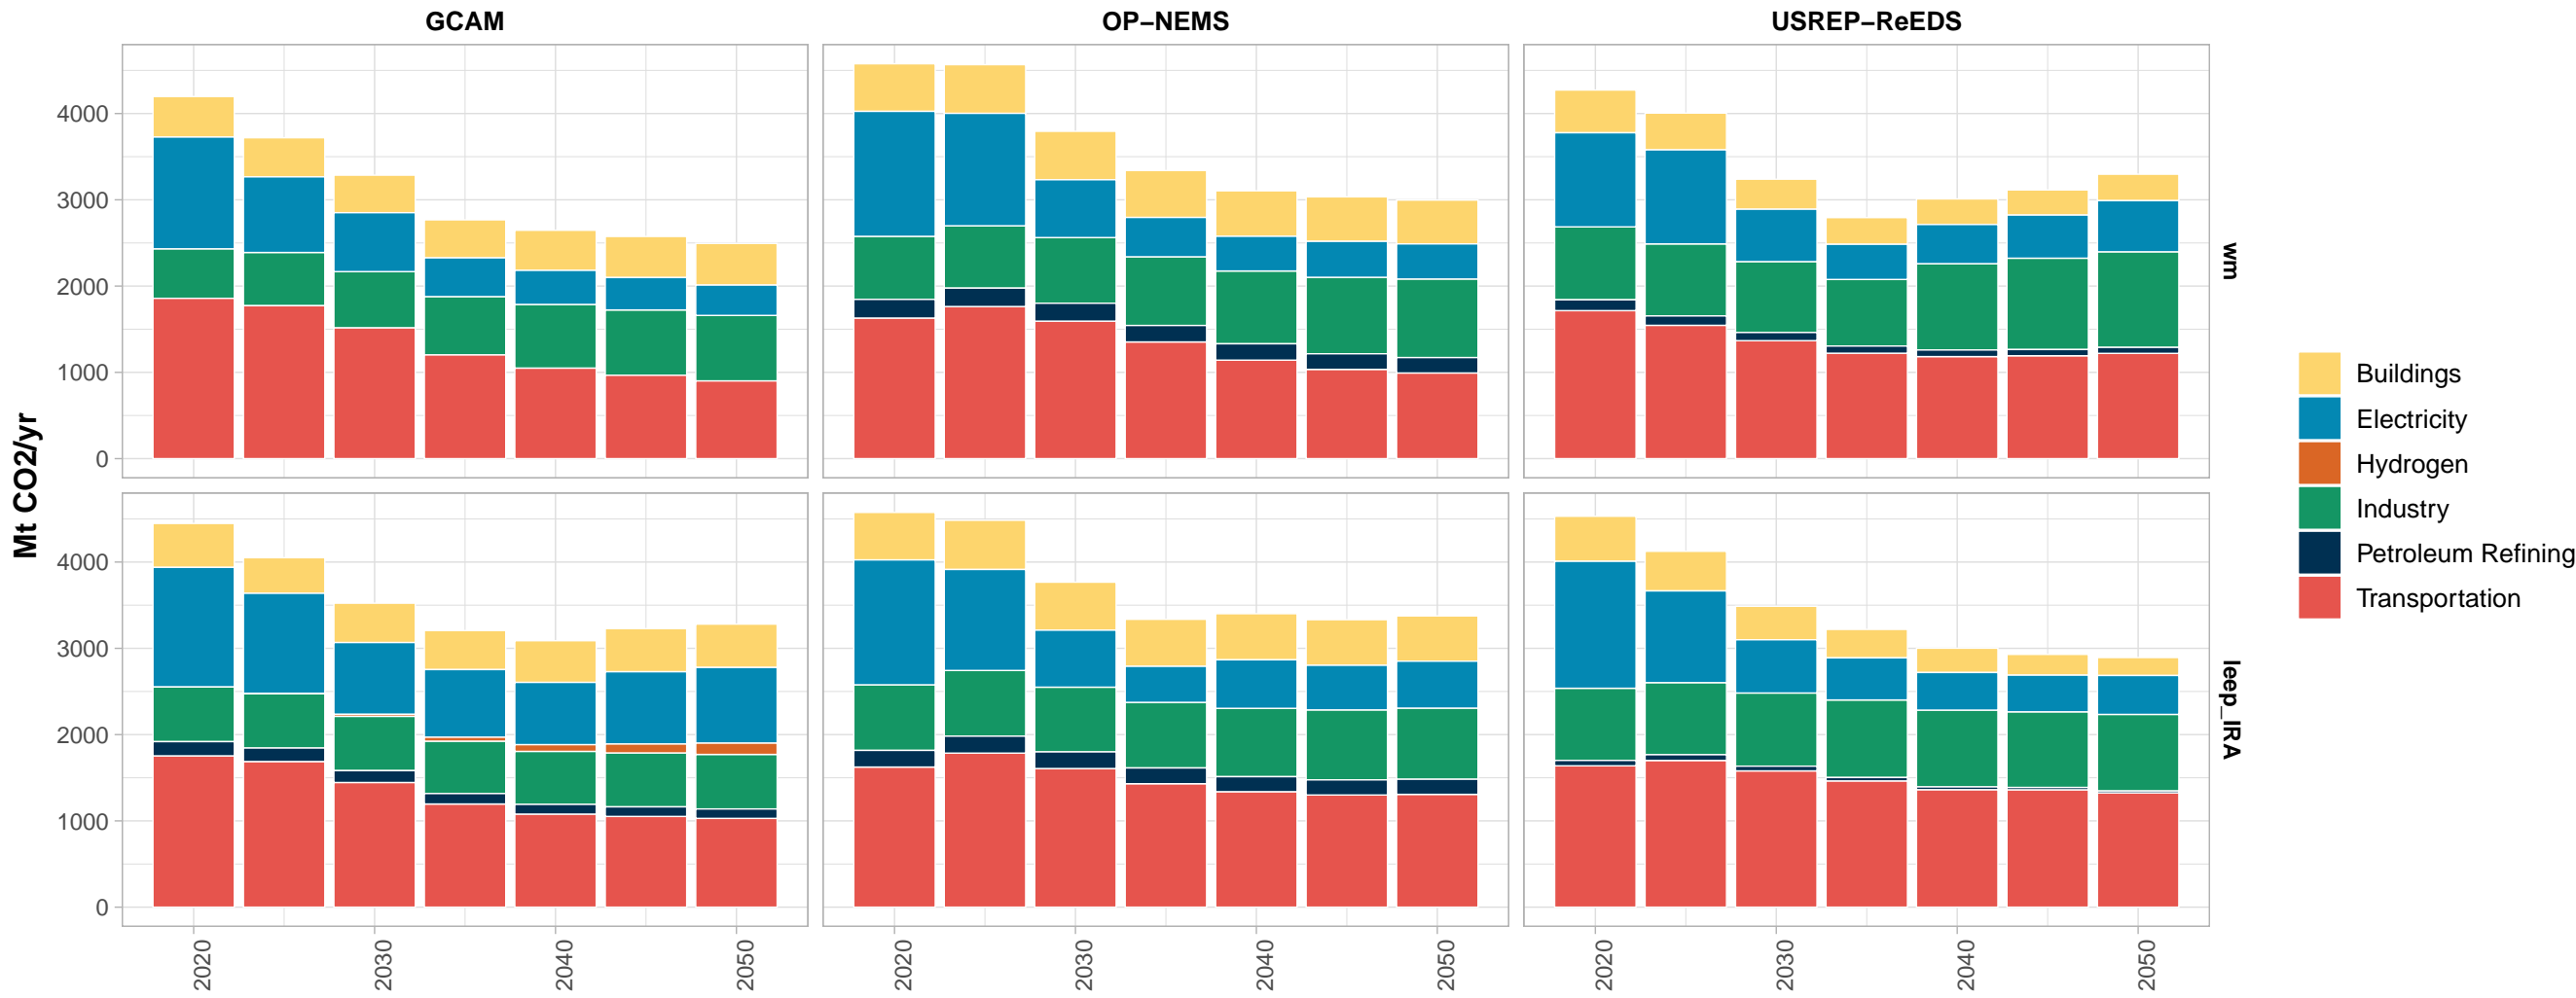 GCAM
OP−NEMS
USREP−ReEDS
Mt CO2/yr
4000
3000
2000
1000
0
wm
4000
3000
2000
1000
0
leep_IRA
2020
2030
2040
2050
2020
2030
2040
2050
2020
2030
2040
2050
Buildings
Electricity
Hydrogen
Industry
Petroleum Refining
Transportation